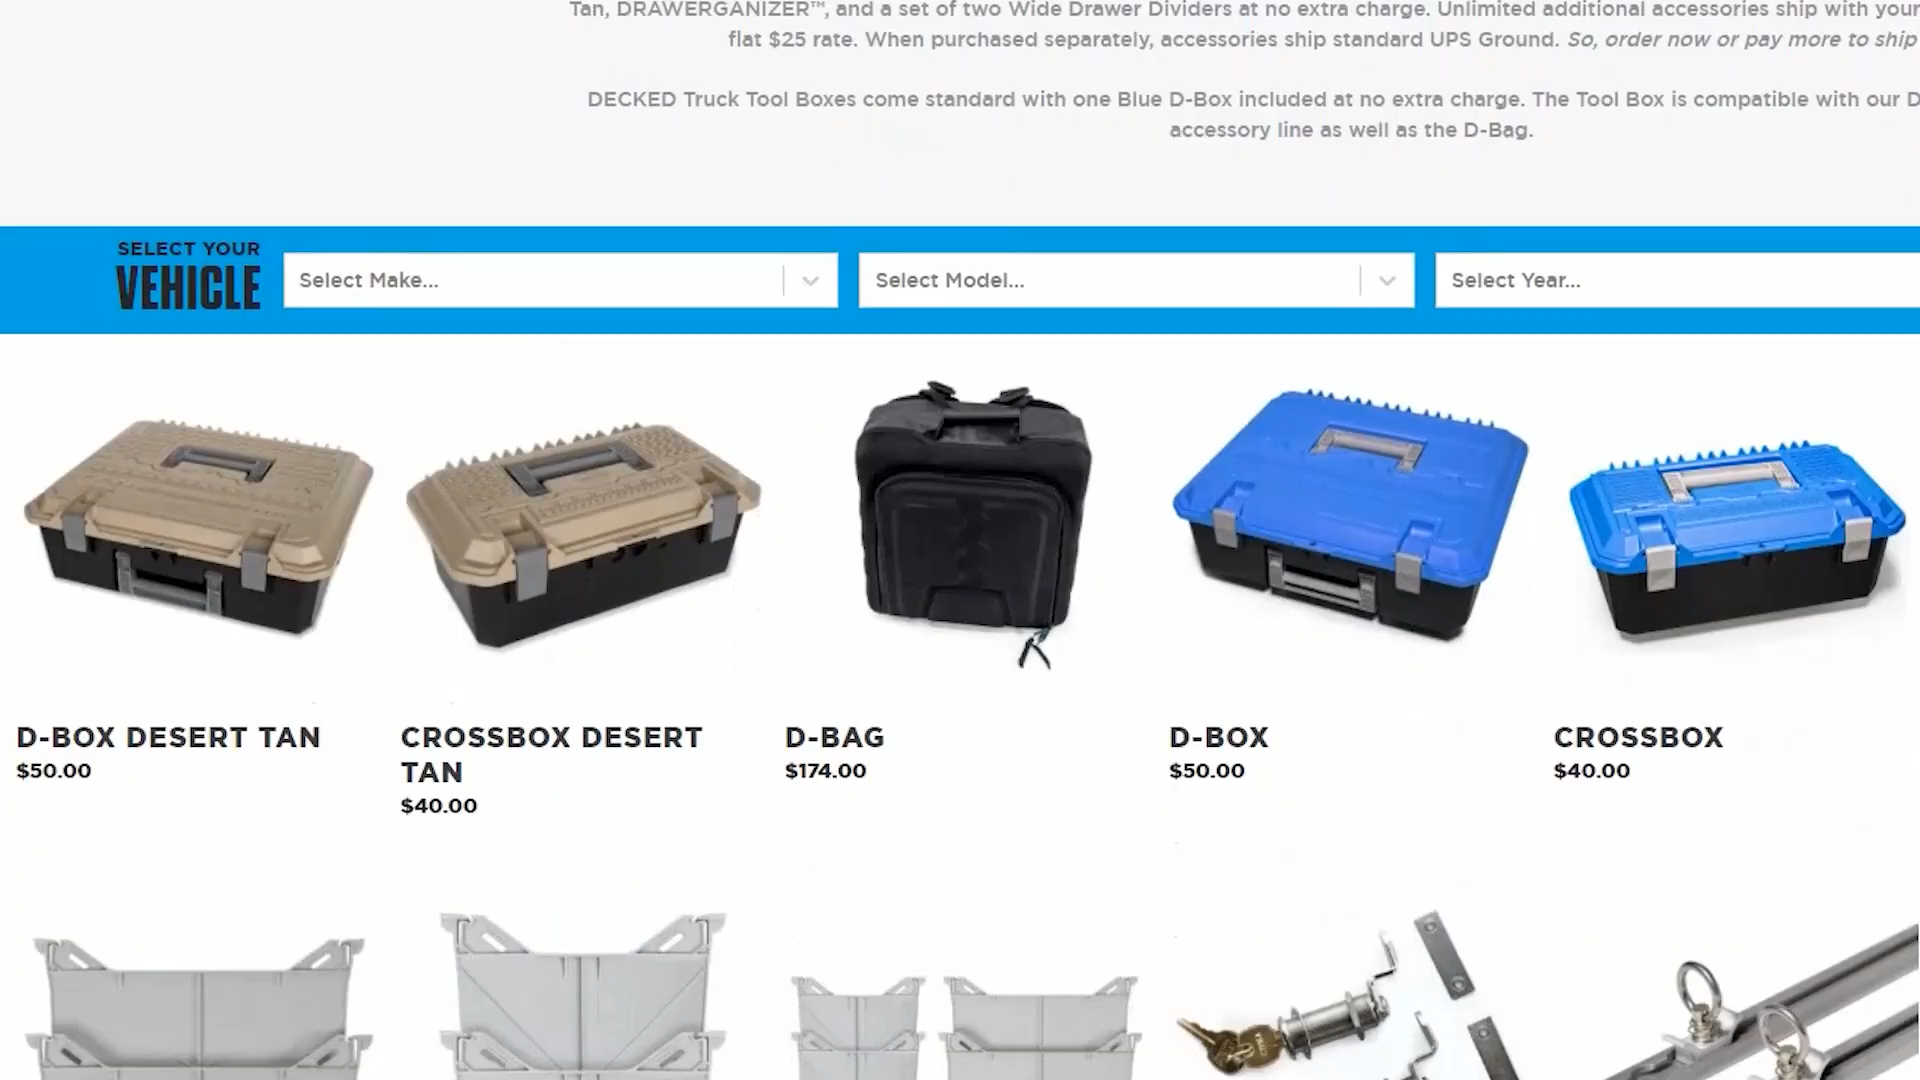 Tan, DRAWERGANIZER™, and a set of two Wide Drawer Dividers at no extra charge. Unlimited additional accessories ship with your
flat $25 rate. When purchased separately, accessories ship standard UPS Ground. So, order now or pay more to ship
DECKED Truck Tool Boxes come standard with one Blue D-Box included at no extra charge. The Tool Box is compatible with our D
accessory line as well as the D-Bag.
SELECT YOUR
VEHICLE
Select Make...
Select Model...
Select Year...
D-BOX DESERT TAN
$50.00
CROSSBOX DESERT
TAN
$40.00
D-BAG
$174.00
D-BOX
$50.00
CROSSBOX
$40.00